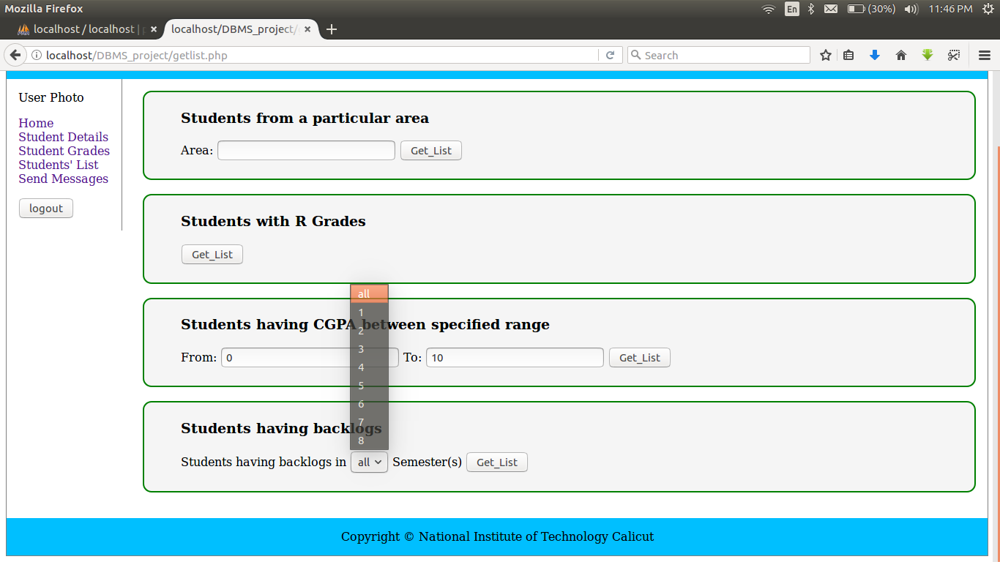 Mozilla Firefox
En
(30%)
11:46 PM
localhost / localhost |
localhost/DBMS_project/
localhost/DBMS_project/getlist.php
Search
User Photo
Home
Student Details
Student Grades
Students' List
Send Messages
logout
Students from a particular area
Area:
Get_List
Students with R Grades
Get_List
Students having CGPA between specified range
From: 0 To: 10 Get_List
all
1
2
3
4
5
6
7
8
Students having backlogs
Students having backlogs in all Semester(s) Get_List
Copyright © National Institute of Technology Calicut